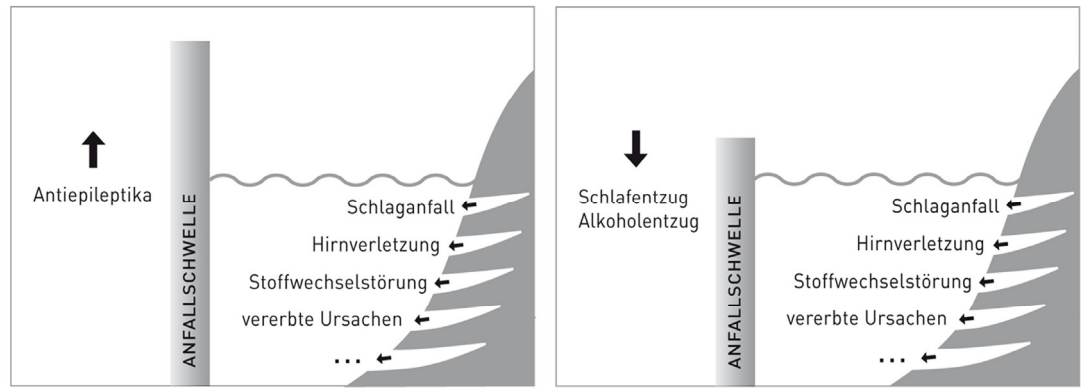 Antiepileptika
ANFALLSCHWELLE
Schlaganfall
Hirnverletzung
Stoffwechselstörung
vererbte Ursachen
...
Schlafentzug
Alkoholentzug
ANFALLSCHWELLE
Schlaganfall
Hirnverletzung
Stoffwechselstörung
vererbte Ursachen
...